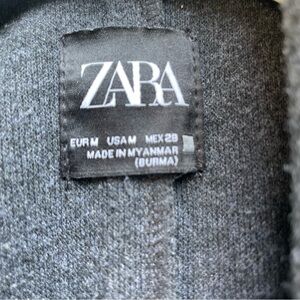 ZARA
EUR M USA M MEX 28
MADE IN MYANMAR
(BURMA)